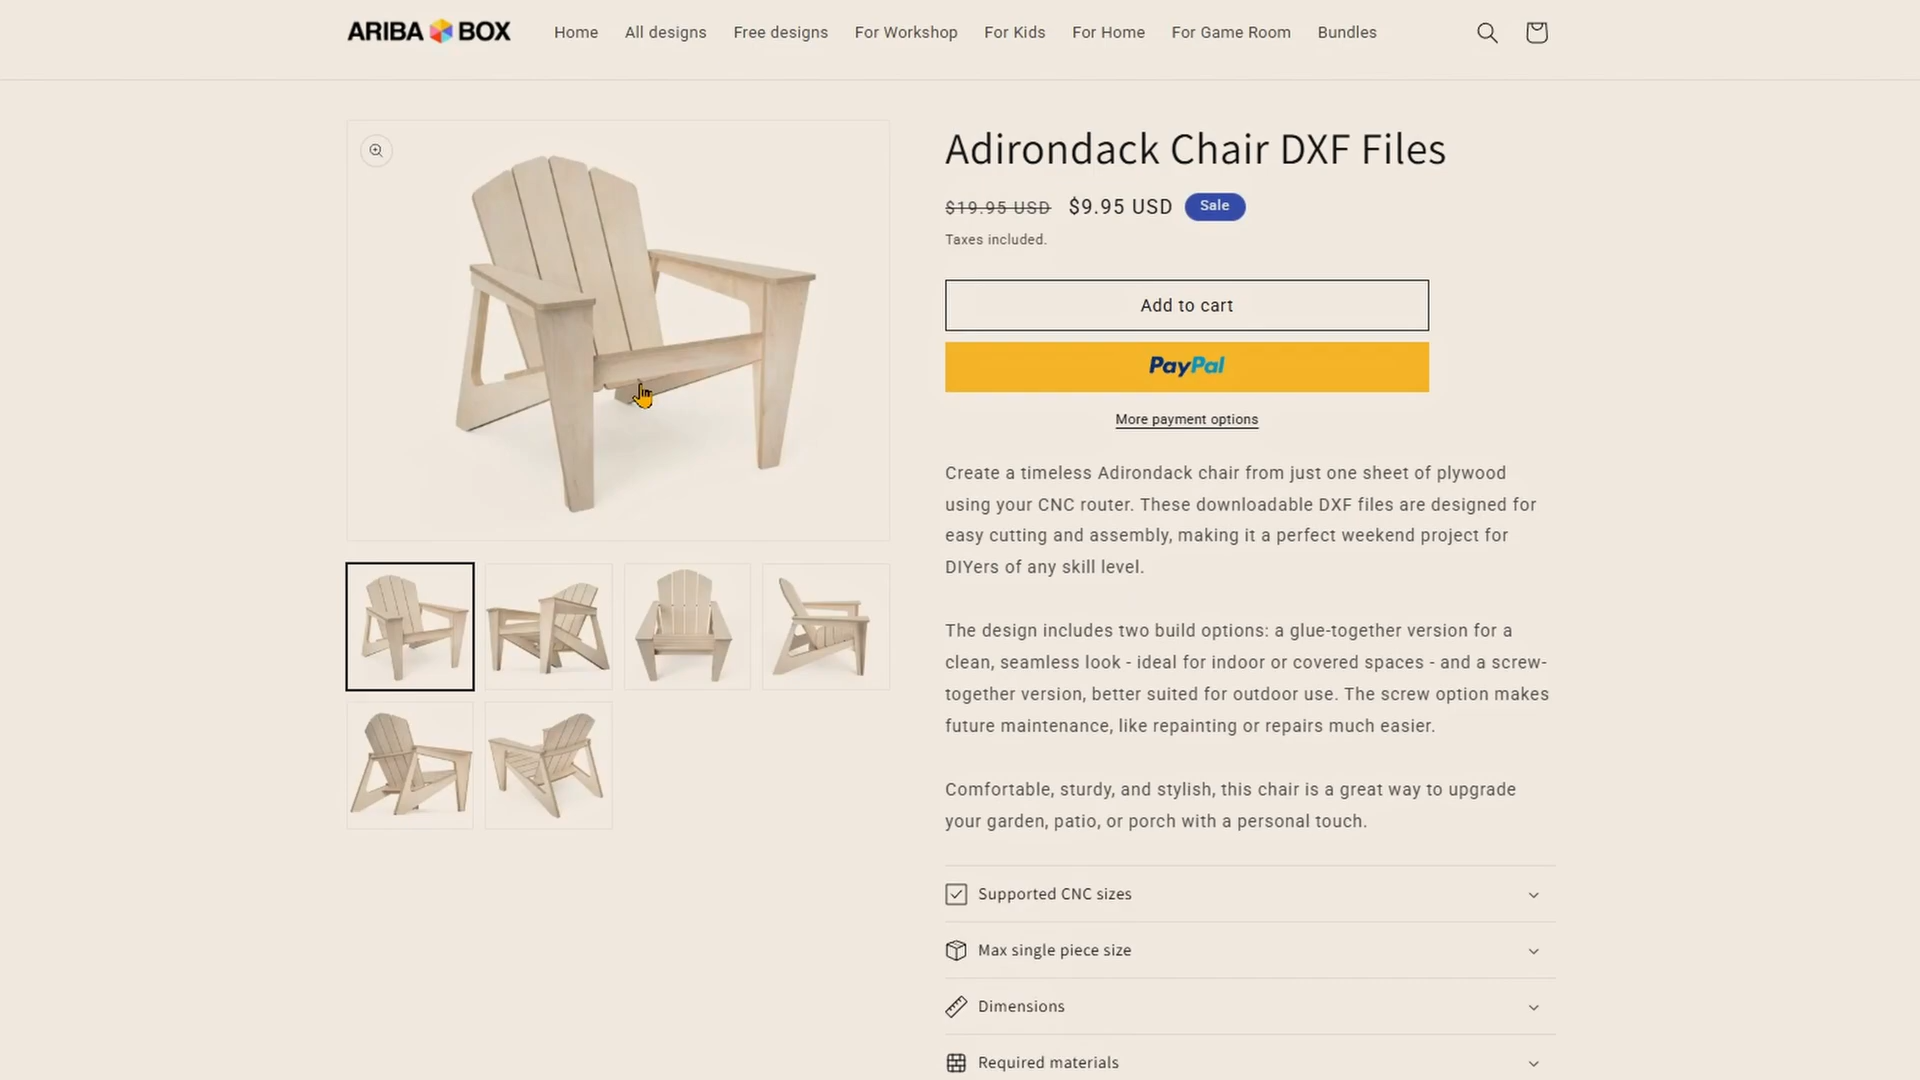 ARIBA BOX
Home
All designs
Free designs
For Workshop
For Kids
For Home
For Game Room
Bundles
Adirondack Chair DXF Files
$19.95 USD $9.95 USD Sale
Taxes included.
Add to cart
PayPal
More payment options
Create a timeless Adirondack chair from just one sheet of plywood
using your CNC router. These downloadable DXF files are designed for
easy cutting and assembly, making it a perfect weekend project for
DIYers of any skill level.
The design includes two build options: a glue-together version for a
clean, seamless look - ideal for indoor or covered spaces - and a screw-
together version, better suited for outdoor use. The screw option makes
future maintenance, like repainting or repairs much easier.
Comfortable, sturdy, and stylish, this chair is a great way to upgrade
your garden, patio, or porch with a personal touch.
Supported CNC sizes
Max single piece size
Dimensions
Required materials